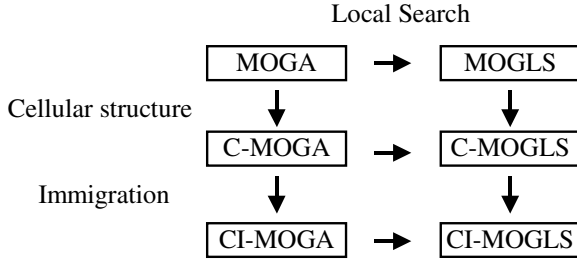 Local Search
MOGA
MOGLS
Cellular structure
C-MOGA
C-MOGLS
Immigration
CI-MOGA
CI-MOGLS